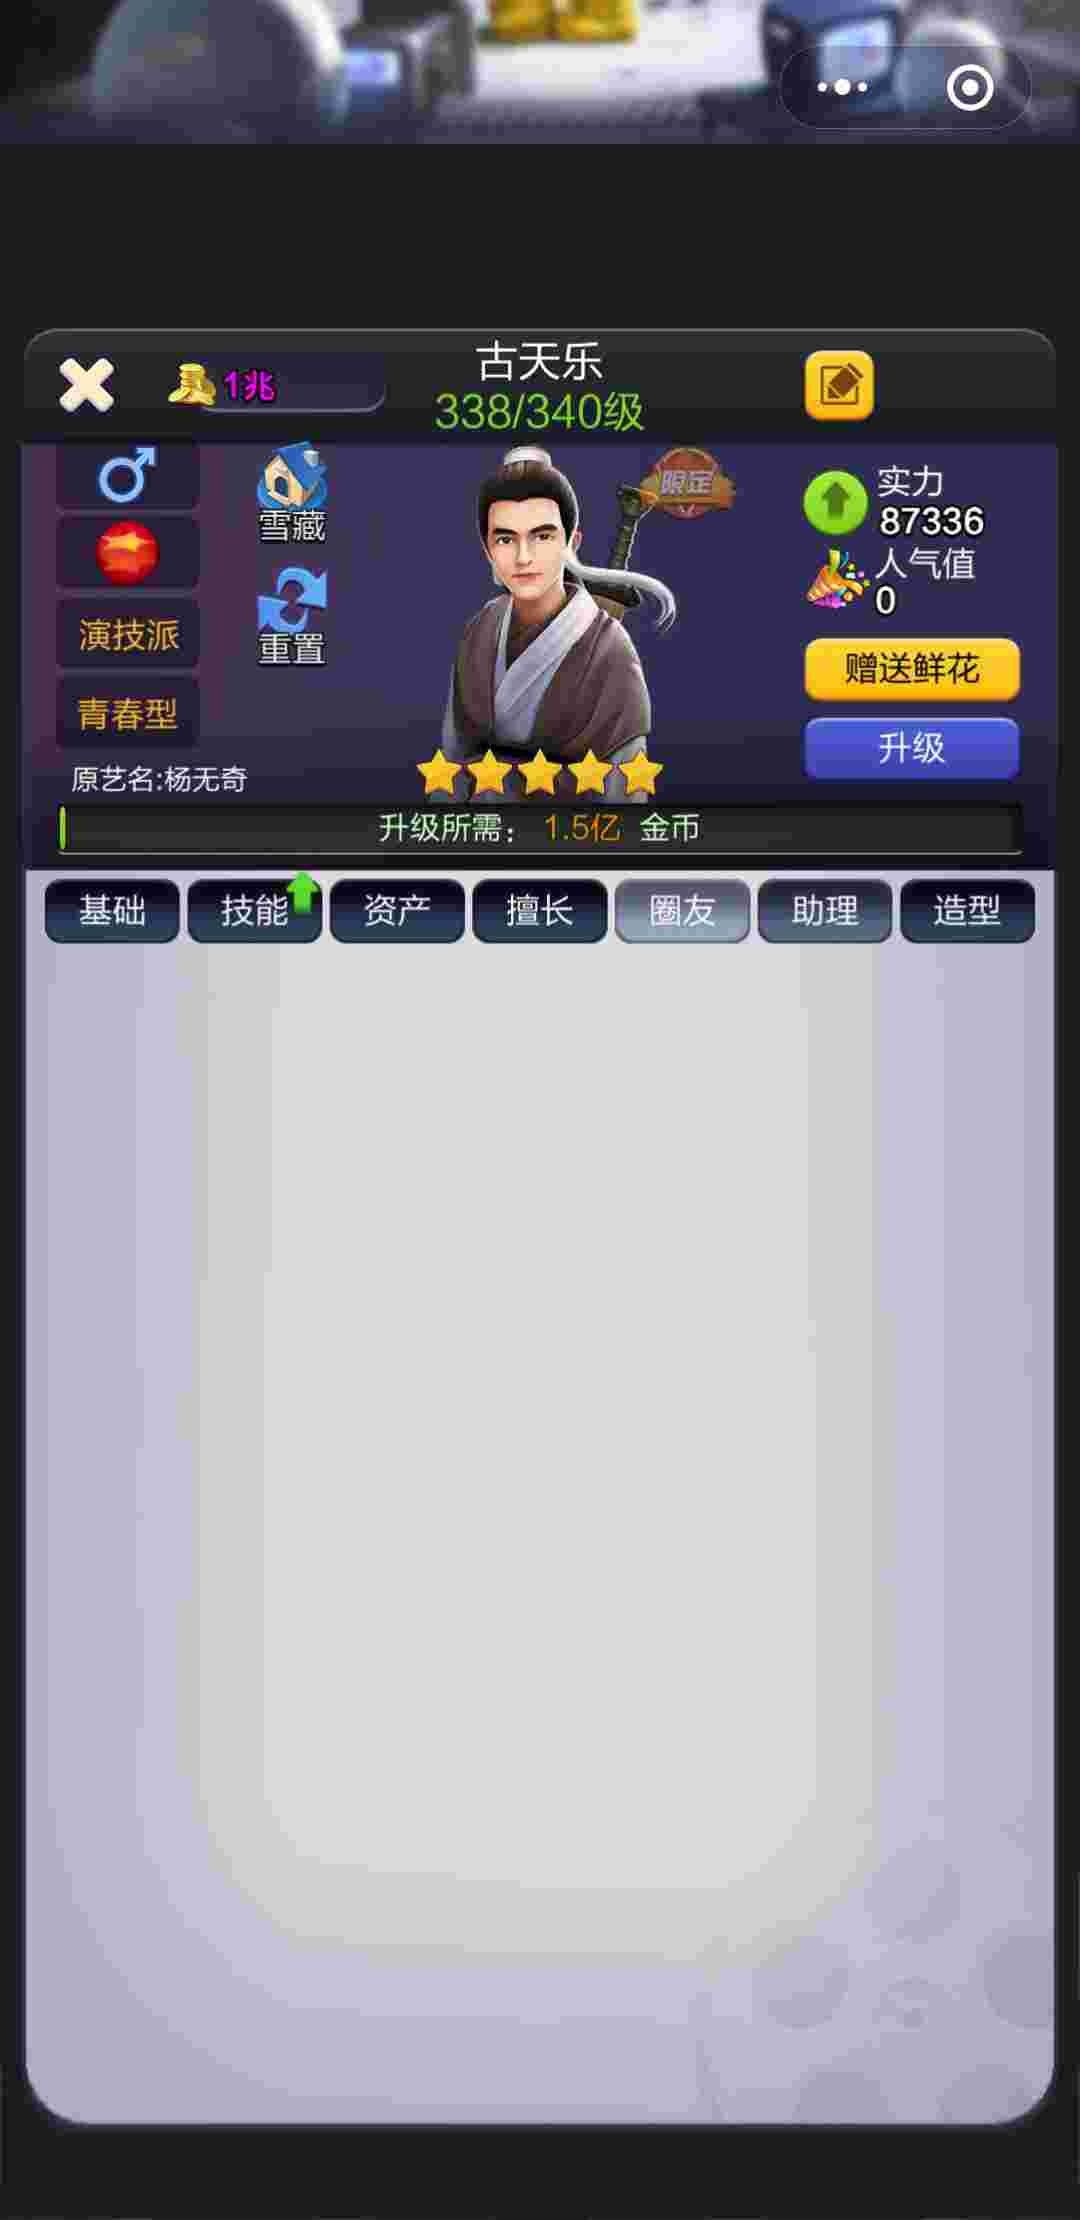 1兆
古天乐
338/340级
雪藏
重置
演技派
青春型
原艺名:杨无奇
限定
实力
87336
人气值
0
赠送鲜花
升级
升级所需： 1.5亿 金币
基础 技能 资产 擅长 圈友 助理 造型